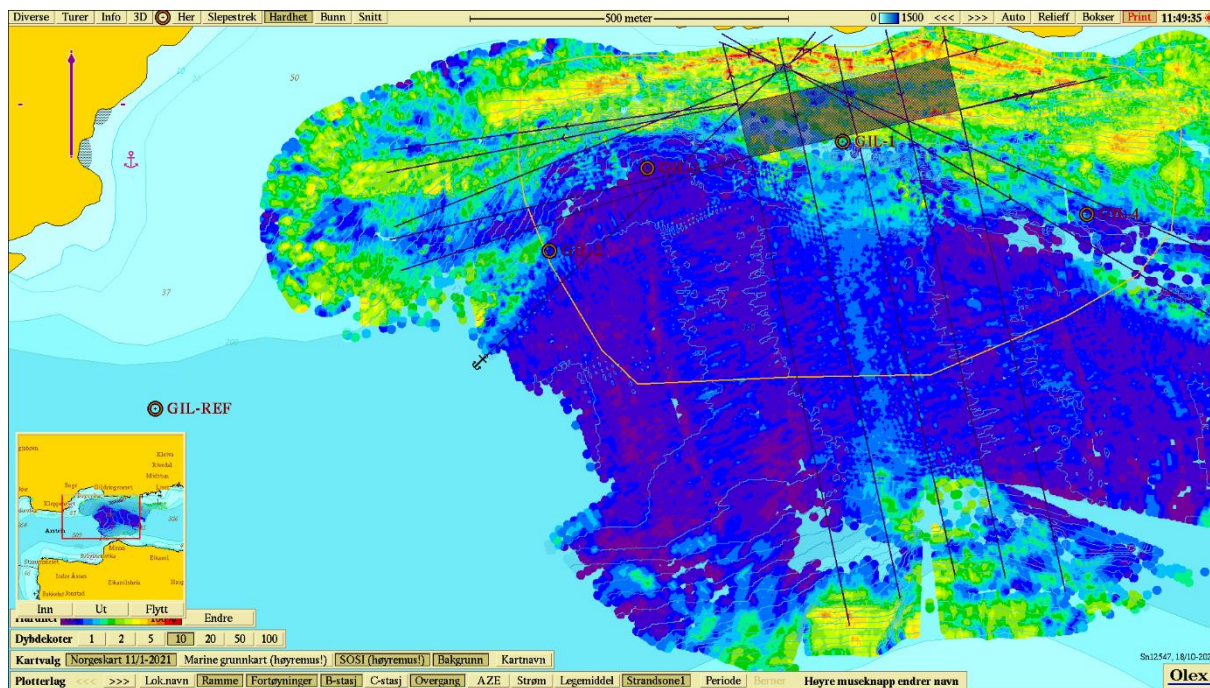 Diverse Turer Info 3D Her Slepestrek Hardhet Bunn Snitt
500 meter
0 1500 <<< >>> Auto Relieff Bokser Print 11:49:35
10
50
GIL-1
GIL-4
37
GIL-REF
Inn Ut Flytt
Hardhet 100% Endre
Dybdekoter 1 2 5 10 20 50 100
Kartvalg Norgeskart 11/1-2021 Marine grunnkart (høyremus!) SOSI (høyremus!) Bakgrunn Kartnavn
Plotterlag <<< >>> Lok.navn Ramme Fortøyninger B-stasj C-stasj Overgang AZE Strøm Legemiddel Strandsone1 Periode Berner Høyre museknapp endrer navn
Olex